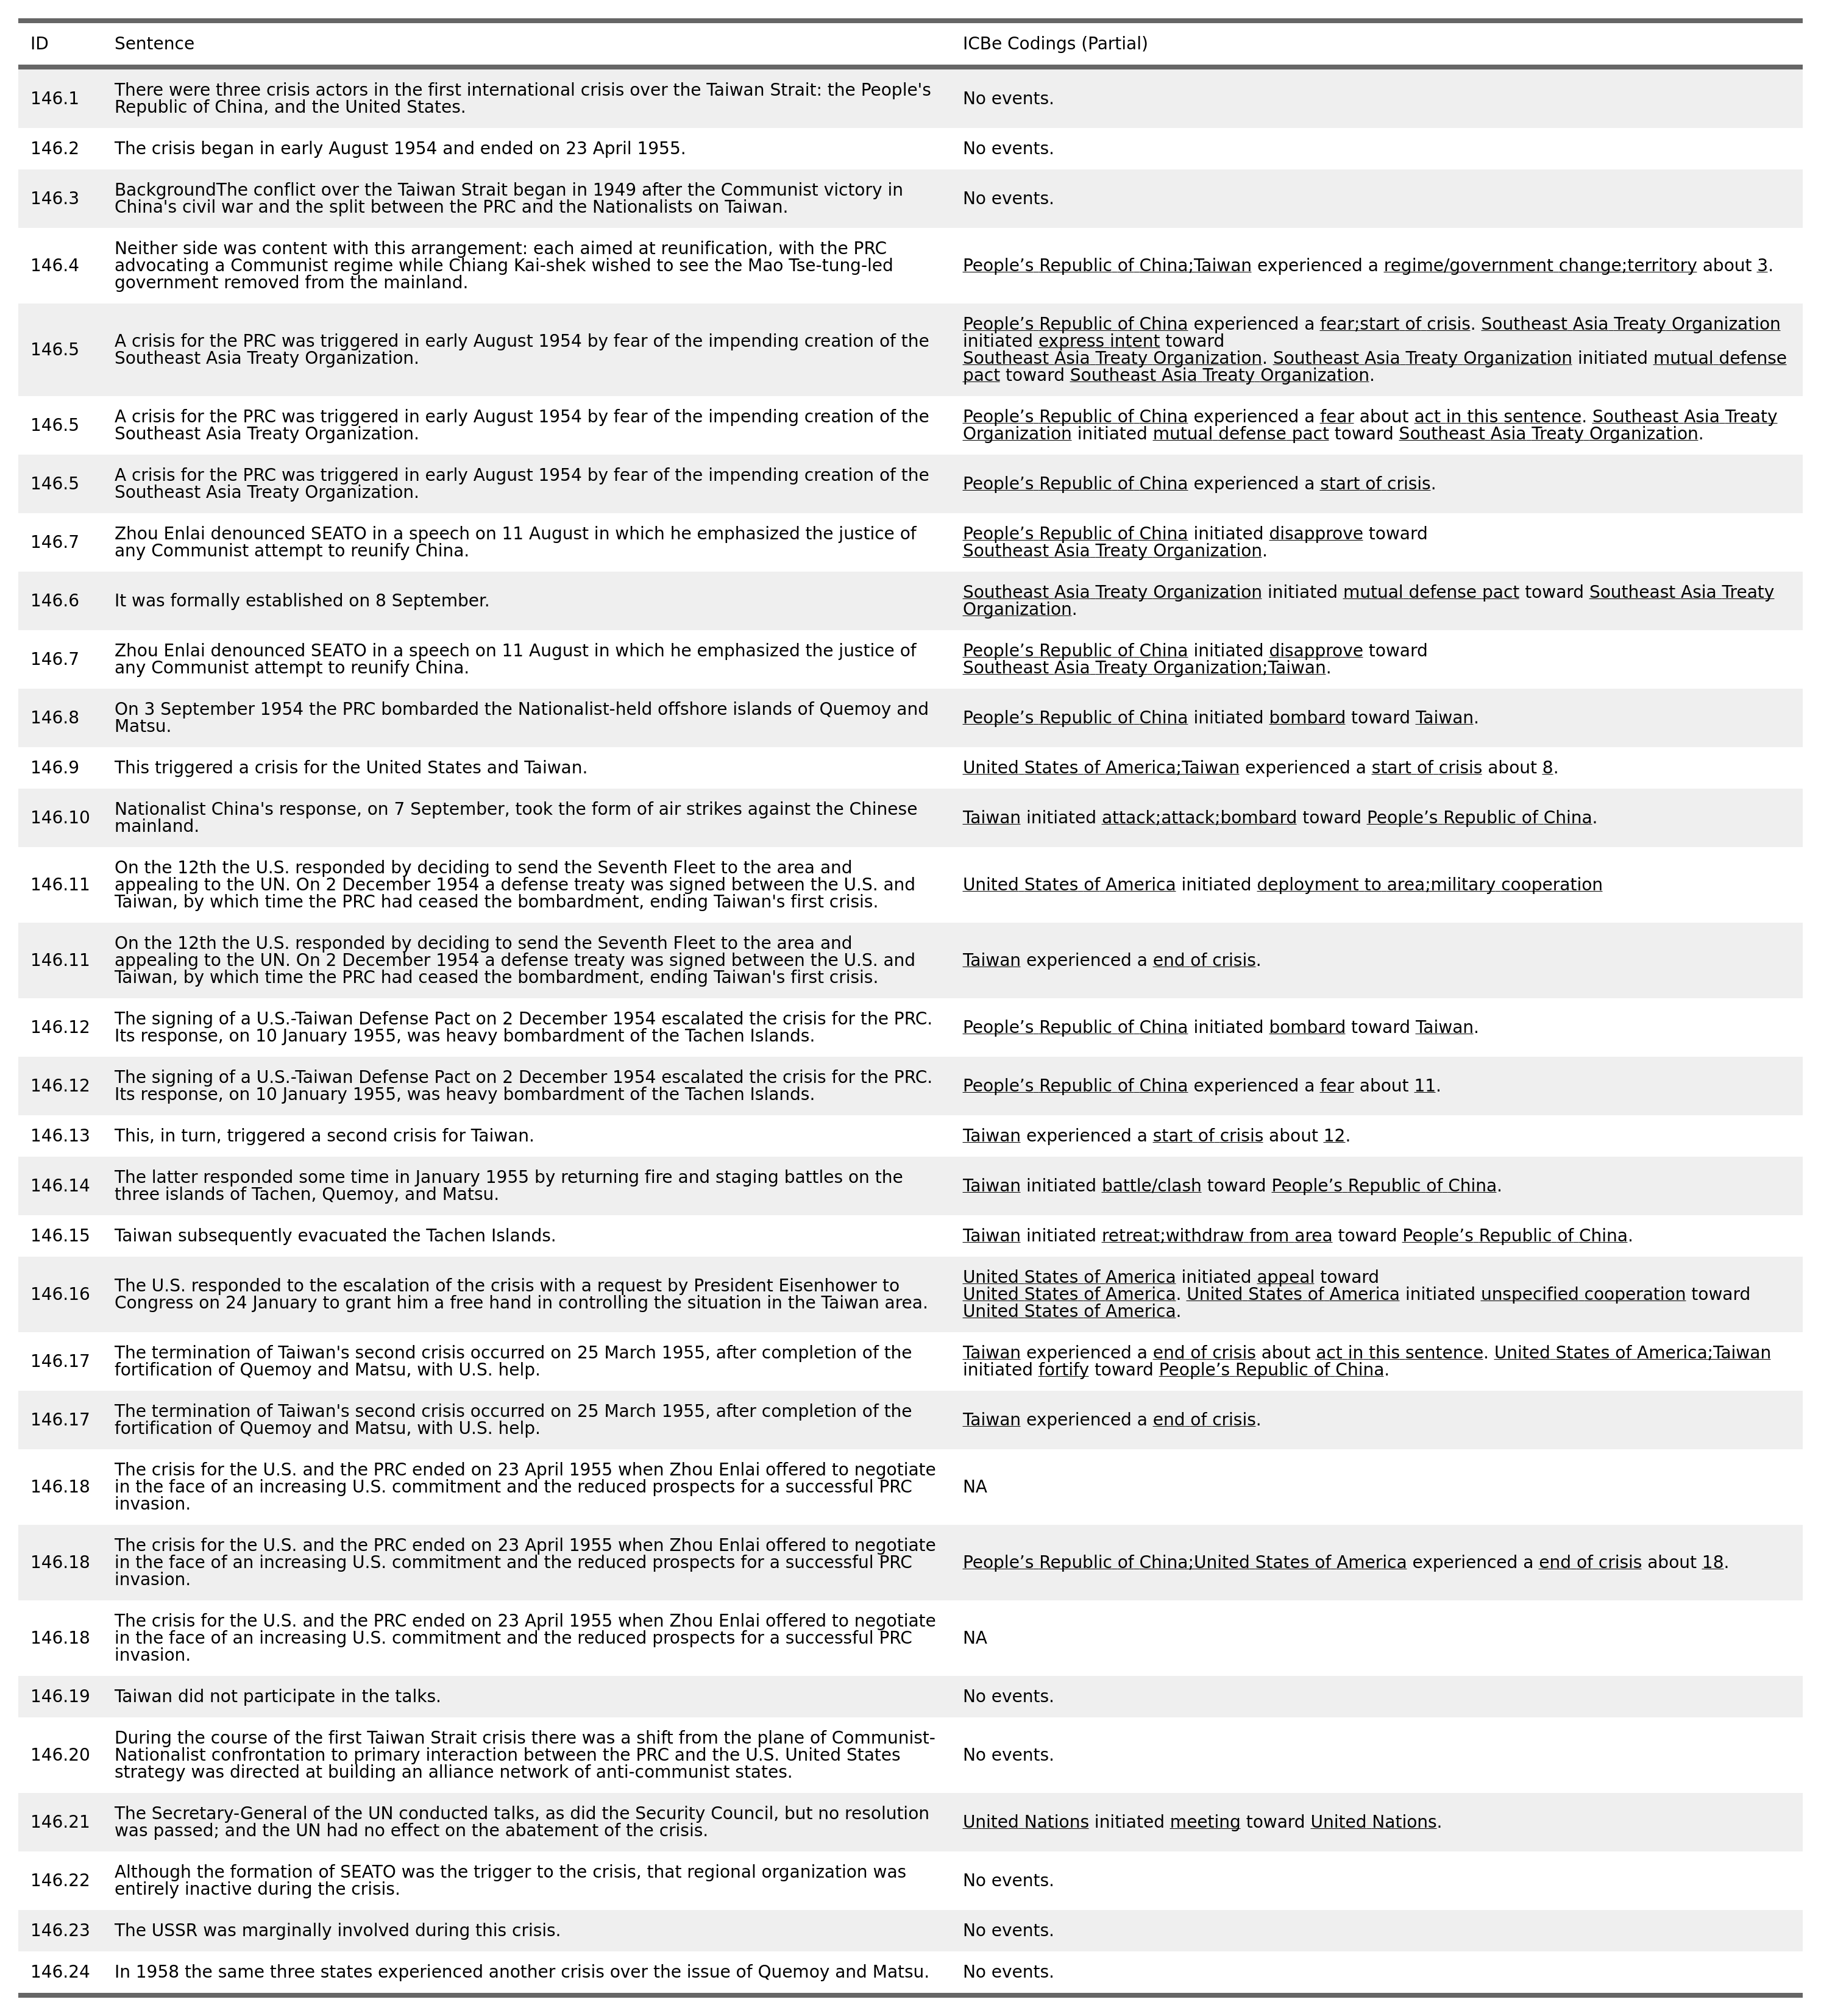 ID Sentence ICBe Codings (Partial)
146.1 There were three crisis actors in the first international crisis over the Taiwan Strait: the People's
Republic of China, and the United States.
No events.
146.2 The crisis began in early August 1954 and ended on 23 April 1955. No events.
146.3 BackgroundThe conflict over the Taiwan Strait began in 1949 after the Communist victory in
China's civil war and the split between the PRC and the Nationalists on Taiwan.
No events.
146.4 Neither side was content with this arrangement: each aimed at reunification, with the PRC
advocating a Communist regime while Chiang Kai-shek wished to see the Mao Tse-tung-led
government removed from the mainland.
People’s Republic of China;Taiwan experienced a regime/government change;territory about 3.
146.5 A crisis for the PRC was triggered in early August 1954 by fear of the impending creation of the
Southeast Asia Treaty Organization.
People’s Republic of China experienced a fear;start of crisis. Southeast Asia Treaty Organization
initiated express intent toward
Southeast Asia Treaty Organization. Southeast Asia Treaty Organization initiated mutual defense
pact toward Southeast Asia Treaty Organization.
146.5 A crisis for the PRC was triggered in early August 1954 by fear of the impending creation of the
Southeast Asia Treaty Organization.
People’s Republic of China experienced a fear about act in this sentence. Southeast Asia Treaty
Organization initiated mutual defense pact toward Southeast Asia Treaty Organization.
146.5 A crisis for the PRC was triggered in early August 1954 by fear of the impending creation of the
Southeast Asia Treaty Organization.
People’s Republic of China experienced a start of crisis.
146.7 Zhou Enlai denounced SEATO in a speech on 11 August in which he emphasized the justice of
any Communist attempt to reunify China.
People’s Republic of China initiated disapprove toward
Southeast Asia Treaty Organization.
146.6 It was formally established on 8 September.
Southeast Asia Treaty Organization initiated mutual defense pact toward Southeast Asia Treaty
Organization.
146.7 Zhou Enlai denounced SEATO in a speech on 11 August in which he emphasized the justice of
any Communist attempt to reunify China.
People’s Republic of China initiated disapprove toward
Southeast Asia Treaty Organization;Taiwan.
146.8 On 3 September 1954 the PRC bombarded the Nationalist-held offshore islands of Quemoy and
Matsu.
People’s Republic of China initiated bombard toward Taiwan.
146.9 This triggered a crisis for the United States and Taiwan. United States of America;Taiwan experienced a start of crisis about 8.
146.10 Nationalist China's response, on 7 September, took the form of air strikes against the Chinese
mainland.
Taiwan initiated attack;attack;bombard toward People’s Republic of China.
146.11 On the 12th the U.S. responded by deciding to send the Seventh Fleet to the area and
appealing to the UN. On 2 December 1954 a defense treaty was signed between the U.S. and
Taiwan, by which time the PRC had ceased the bombardment, ending Taiwan's first crisis.
United States of America initiated deployment to area;military cooperation
146.11 On the 12th the U.S. responded by deciding to send the Seventh Fleet to the area and
appealing to the UN. On 2 December 1954 a defense treaty was signed between the U.S. and
Taiwan, by which time the PRC had ceased the bombardment, ending Taiwan's first crisis.
Taiwan experienced a end of crisis.
146.12 The signing of a U.S.-Taiwan Defense Pact on 2 December 1954 escalated the crisis for the PRC.
Its response, on 10 January 1955, was heavy bombardment of the Tachen Islands.
People’s Republic of China initiated bombard toward Taiwan.
146.12 The signing of a U.S.-Taiwan Defense Pact on 2 December 1954 escalated the crisis for the PRC.
Its response, on 10 January 1955, was heavy bombardment of the Tachen Islands.
People’s Republic of China experienced a fear about 11.
146.13 This, in turn, triggered a second crisis for Taiwan. Taiwan experienced a start of crisis about 12.
146.14 The latter responded some time in January 1955 by returning fire and staging battles on the
three islands of Tachen, Quemoy, and Matsu.
Taiwan initiated battle/clash toward People’s Republic of China.
146.15 Taiwan subsequently evacuated the Tachen Islands. Taiwan initiated retreat;withdraw from area toward People’s Republic of China.
146.16 The U.S. responded to the escalation of the crisis with a request by President Eisenhower to
Congress on 24 January to grant him a free hand in controlling the situation in the Taiwan area.
United States of America initiated appeal toward
United States of America. United States of America initiated unspecified cooperation toward
United States of America.
146.17 The termination of Taiwan's second crisis occurred on 25 March 1955, after completion of the
fortification of Quemoy and Matsu, with U.S. help.
Taiwan experienced a end of crisis about act in this sentence. United States of America;Taiwan
initiated fortify toward People’s Republic of China.
146.17 The termination of Taiwan's second crisis occurred on 25 March 1955, after completion of the
fortification of Quemoy and Matsu, with U.S. help.
Taiwan experienced a end of crisis.
146.18 The crisis for the U.S. and the PRC ended on 23 April 1955 when Zhou Enlai offered to negotiate
in the face of an increasing U.S. commitment and the reduced prospects for a successful PRC
invasion.
NA
146.18 The crisis for the U.S. and the PRC ended on 23 April 1955 when Zhou Enlai offered to negotiate
in the face of an increasing U.S. commitment and the reduced prospects for a successful PRC
invasion.
People’s Republic of China;United States of America experienced a end of crisis about 18.
146.18 The crisis for the U.S. and the PRC ended on 23 April 1955 when Zhou Enlai offered to negotiate
in the face of an increasing U.S. commitment and the reduced prospects for a successful PRC
invasion.
NA
146.19 Taiwan did not participate in the talks. No events.
146.20 During the course of the first Taiwan Strait crisis there was a shift from the plane of Communist-
Nationalist confrontation to primary interaction between the PRC and the U.S. United States
strategy was directed at building an alliance network of anti-communist states.
No events.
146.21 The Secretary-General of the UN conducted talks, as did the Security Council, but no resolution
was passed; and the UN had no effect on the abatement of the crisis.
United Nations initiated meeting toward United Nations.
146.22 Although the formation of SEATO was the trigger to the crisis, that regional organization was
entirely inactive during the crisis.
No events.
146.23 The USSR was marginally involved during this crisis. No events.
146.24 In 1958 the same three states experienced another crisis over the issue of Quemoy and Matsu. No events.